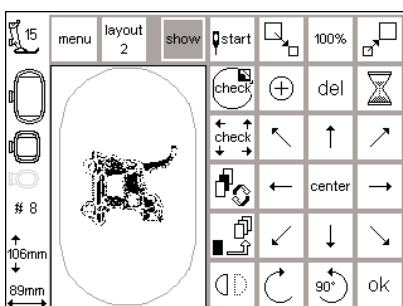 15
menu
layout
2
show
start
100%
check
del
check
center
# 8
106mm
89mm
90°
ok